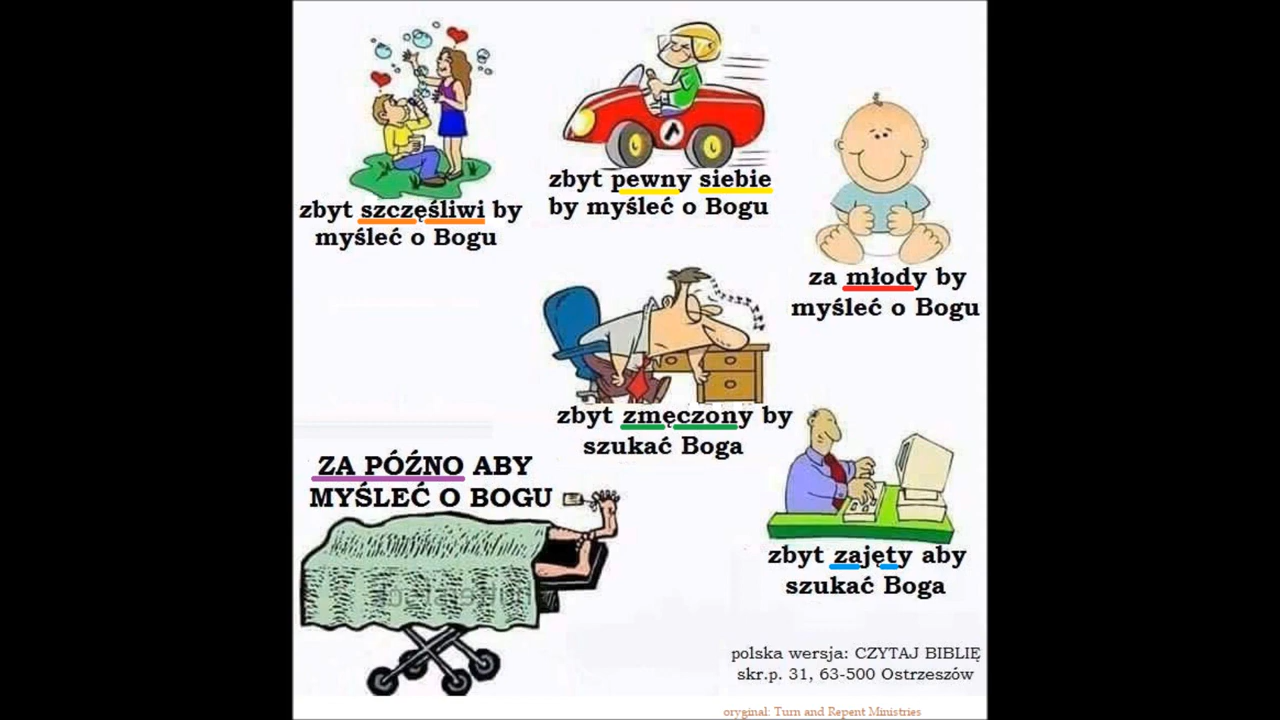 zbyt szczęśliwi by
myśleć o Bogu
zbyt pewny siebie
by myśleć o Bogu
za młody by
myśleć o Bogu
zbyt zmęczony by
szukać Boga
zbyt zajęty aby
szukać Boga
ZA PÓŹNO ABY
MYŚLEĆ O BOGU
polska wersja: CZYTAJ BIBLIĘ
skr.p. 31, 63-500 Ostrzeszów
oryginal: Turn and Repent Ministries